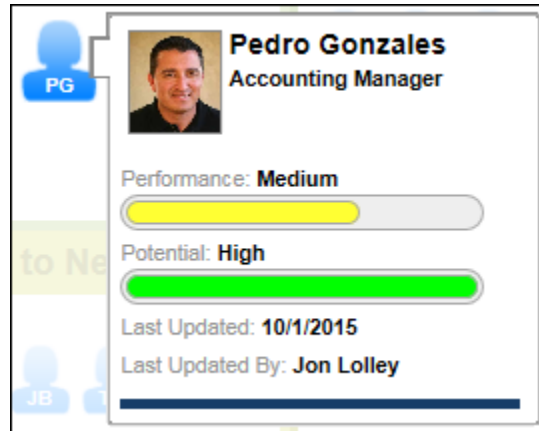 PG
Pedro Gonzales
Accounting Manager
Performance: Medium
Potential: High
to Ne
Last Updated: 10/1/2015
Last Updated By: Jon Lolley
JB